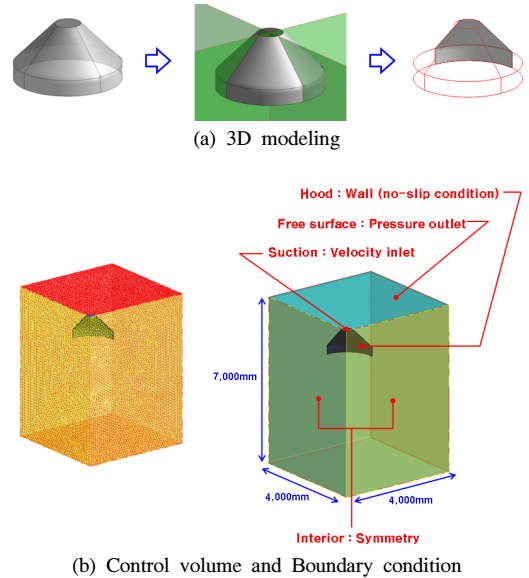 (a) 3D modeling
Hood : Wall (no-slip condition)
Free surface : Pressure outlet
Suction : Velocity inlet
7,000mm
4,000mm
4,000mm
Interior : Symmetry
(b) Control volume and Boundary condition